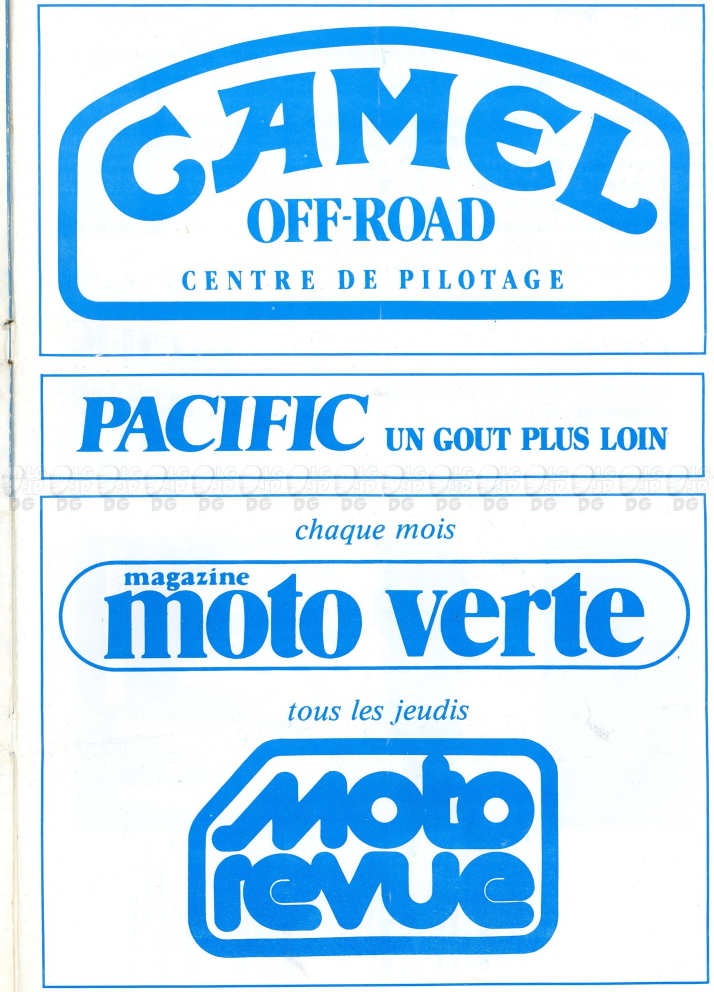 CAMEL
OFF-ROAD
CENTRE DE PILOTAGE
PACIFIC UN GOUT PLUS LOIN
chaque mois
magazine
moto verte
tous les jeudis
moto
revue